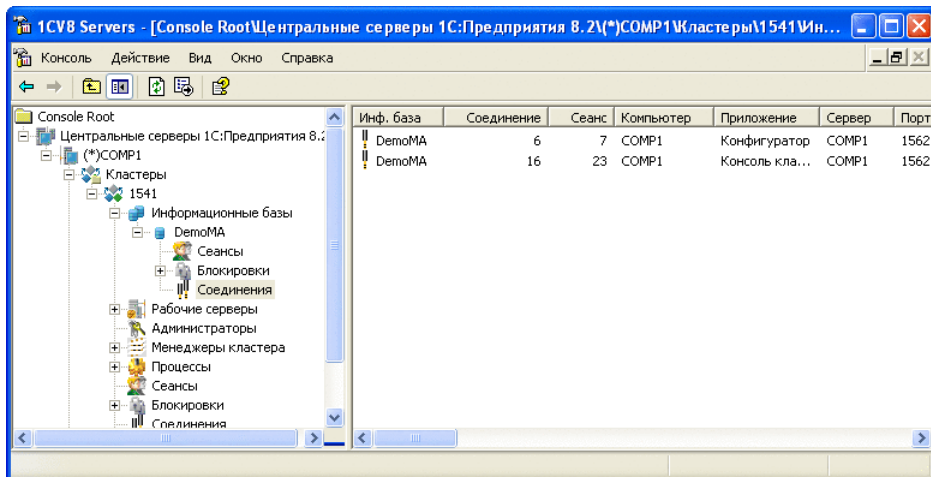 1CV8 Servers - [Console Root\Центральные серверы 1С:Предприятия 8.2\(*)COMP1\Кластеры\1541\Ин...
Консоль Действие Вид Окно Справка
Console Root
Центральные серверы 1С:Предприятия 8.2
(*)COMP1
Кластеры
1541
Информационные базы
DemoMA
Сеансы
Блокировки
Соединения
Рабочие серверы
Администраторы
Менеджеры кластера
Процессы
Сеансы
Блокировки
Соединения
Инф. база Соединение Сеанс Компьютер Приложение Сервер Порт
DemoMA 6 7 COMP1 Конфигуратор COMP1 1562
DemoMA 16 23 COMP1 Консоль кла... COMP1 1562